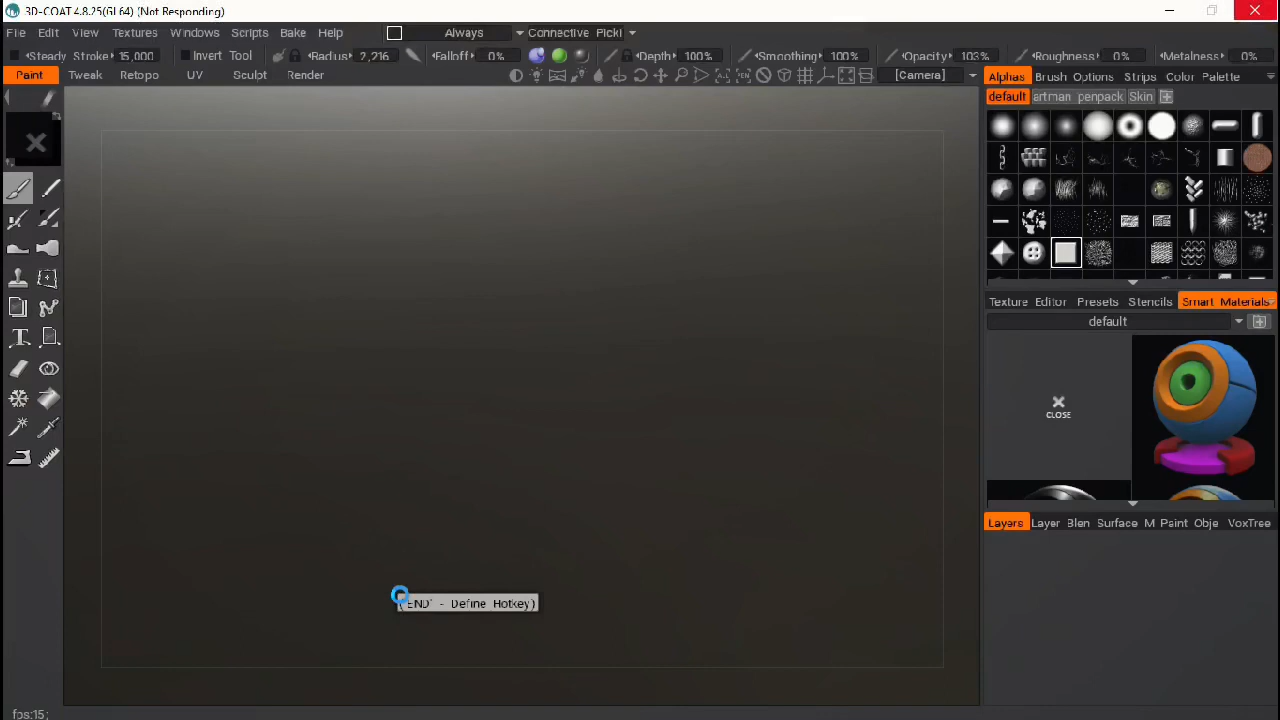 3D-COAT 4.8.25(GL64) (Not Responding)
File Edit View Textures Windows Scripts Bake Help Always Connective Picki
Steady Stroke 15,000 Invert Tool Radius 2,216 Falloff 0% Depth 100% Smoothing 100% Opacity 103% Roughness 0% Metalness 0%
Paint Tweak Retopo UV Sculpt Render [Camera] Alphas Brush Options Strips Color Palette
default artman penpack Skin
Texture Editor Presets Stencils Smart Materials
default
CLOSE
Layers Layer Blen Surface M Paint Obje VoxTree
('END' - Define Hotkey)
fps:15;